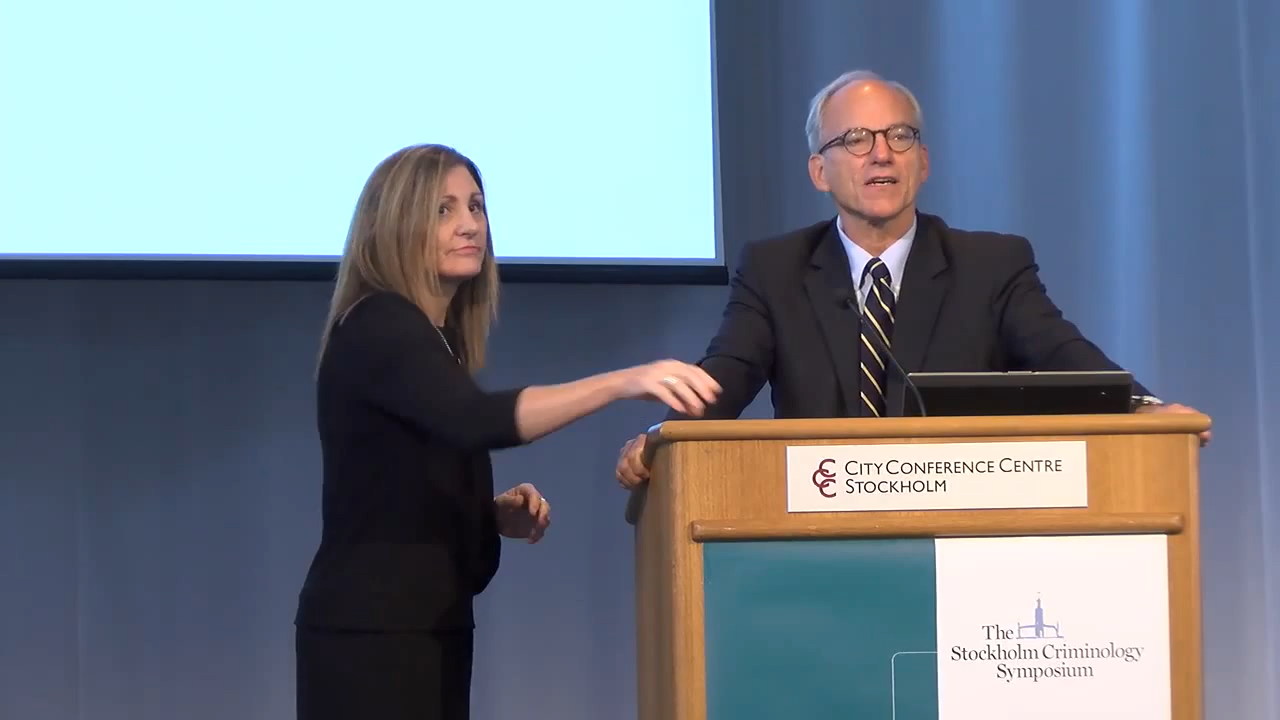 CITY CONFERENCE CENTRE
STOCKHOLM
The
Stockholm Criminology
Symposium